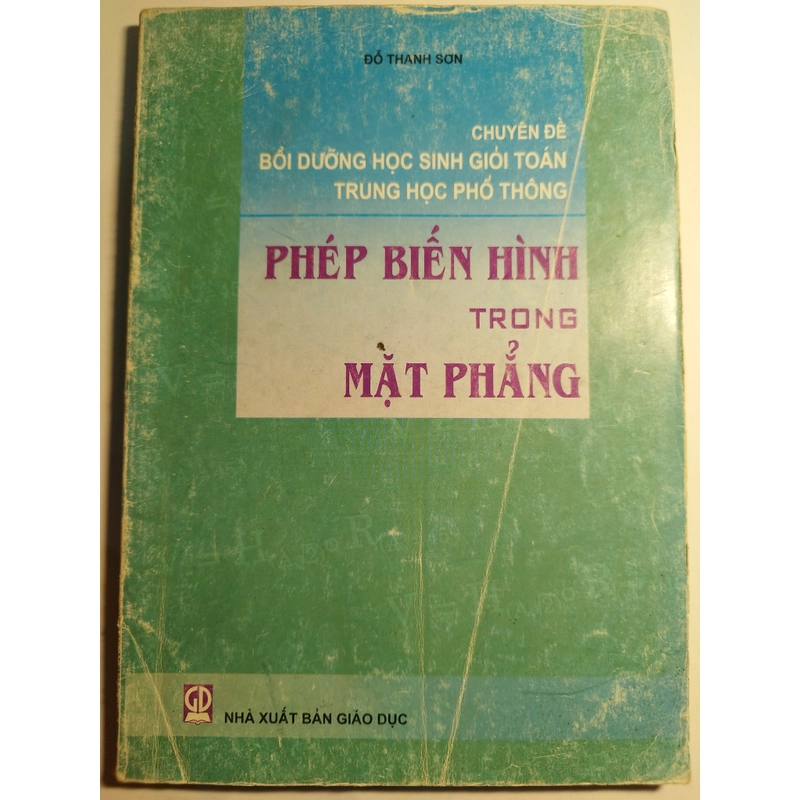 ĐỖ THANH SƠN
CHUYÊN ĐỀ
BỒI DƯỠNG HỌC SINH GIỎI TOÁN
TRUNG HỌC PHỔ THÔNG
PHÉP BIẾN HÌNH
TRONG
MẶT PHẲNG
GD
NHÀ XUẤT BẢN GIÁO DỤC